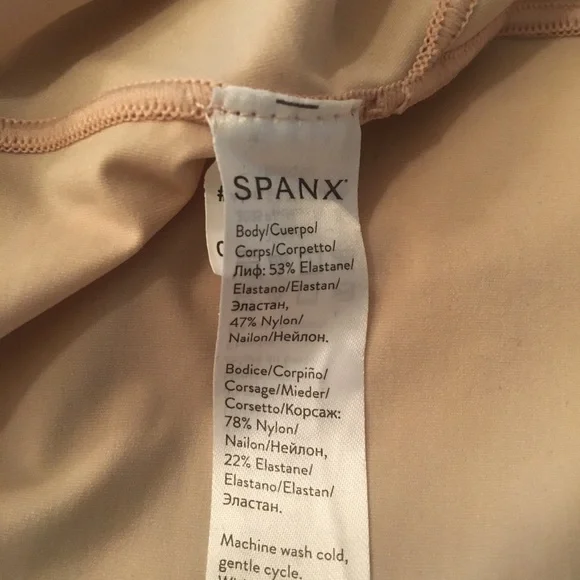 SPANX
Body/Cuerpo/
Corps/Corpetto/
Лиф: 53% Elastane/
Elastano/Elastan/
Эластан,
47% Nylon/
Nailon/Нейлон.
Bodice/Corpiño/
Corsage/Mieder/
Corsetto/Корсаж:
78% Nylon/
Nailon/Нейлон,
22% Elastane/
Elastano/Elastan/
Эластан.
Machine wash cold,
gentle cycle.